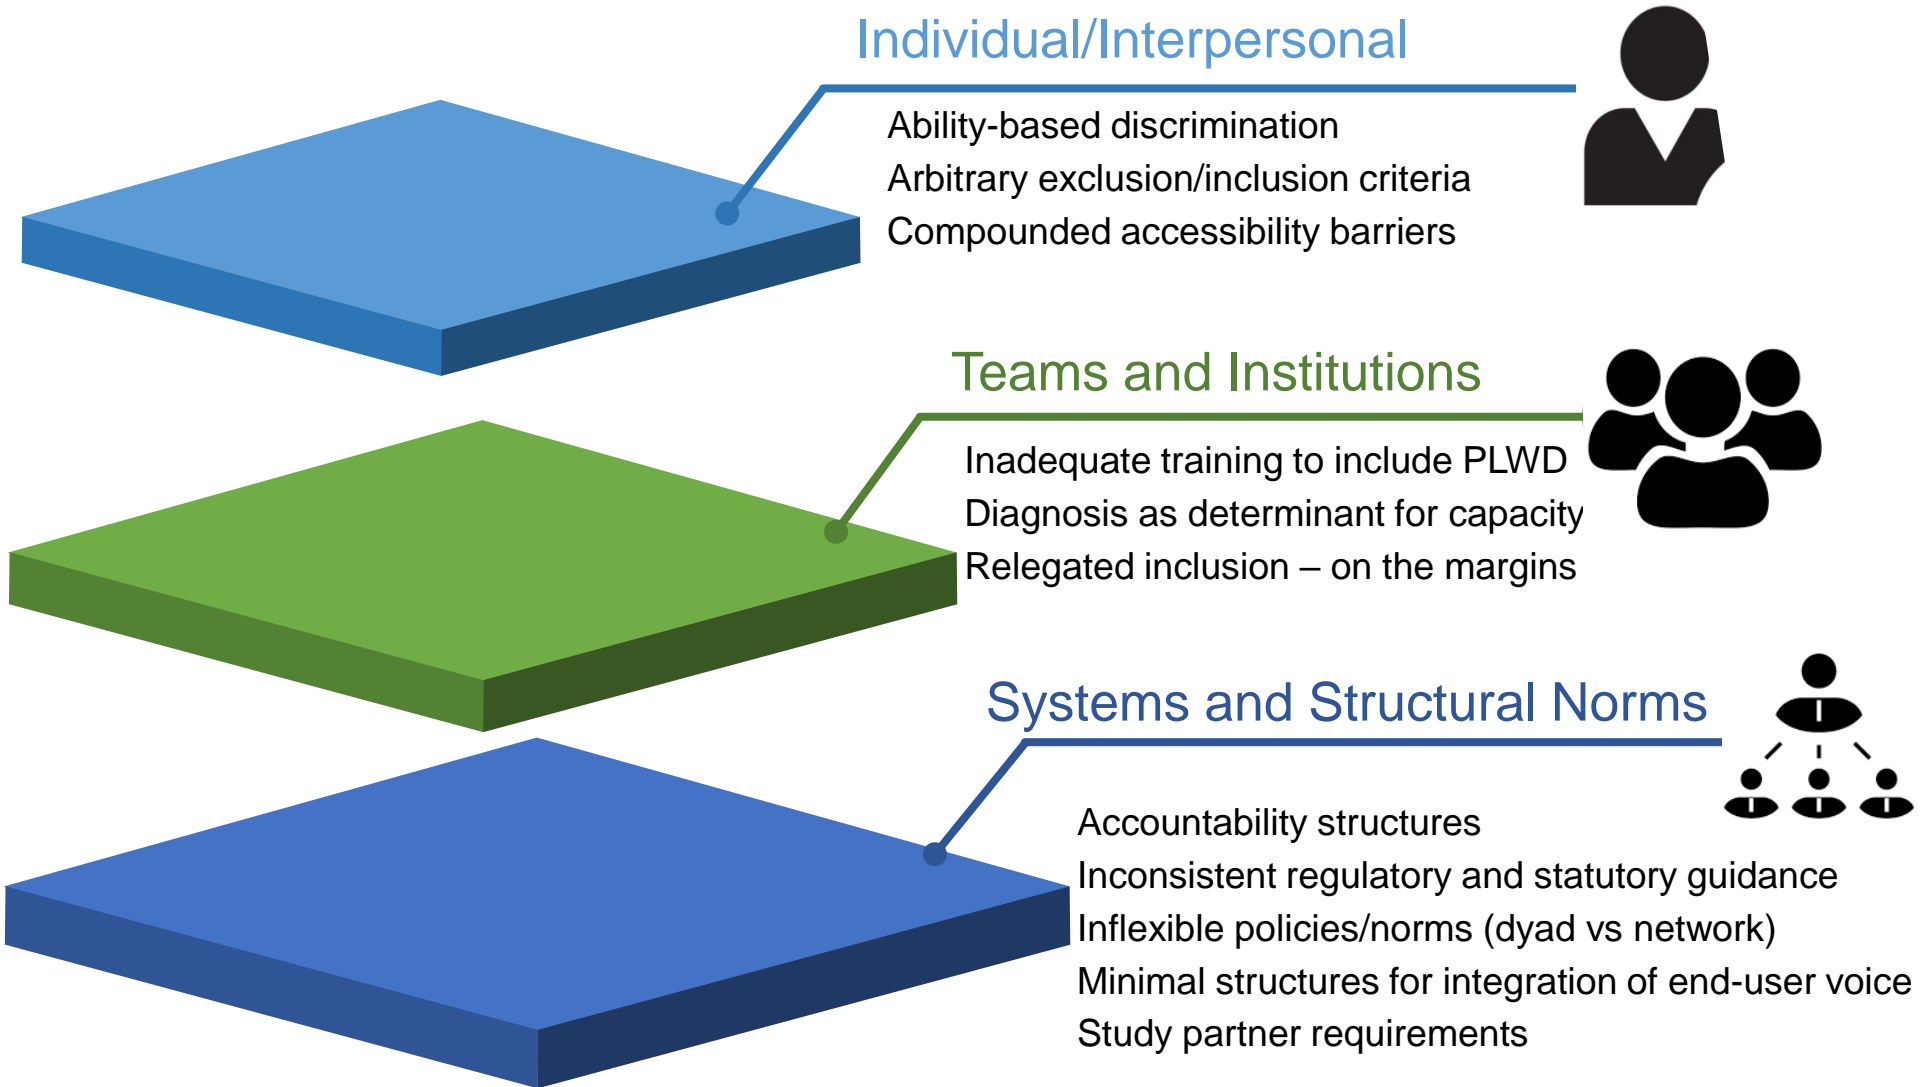 Individual/Interpersonal
Ability-based discrimination
Arbitrary exclusion/inclusion criteria
Compounded accessibility barriers
Teams and Institutions
Inadequate training to include PLWD
Diagnosis as determinant for capacity
Relegated inclusion – on the margins
Systems and Structural Norms
Accountability structures
Inconsistent regulatory and statutory guidance
Inflexible policies/norms (dyad vs network)
Minimal structures for integration of end-user voice
Study partner requirements